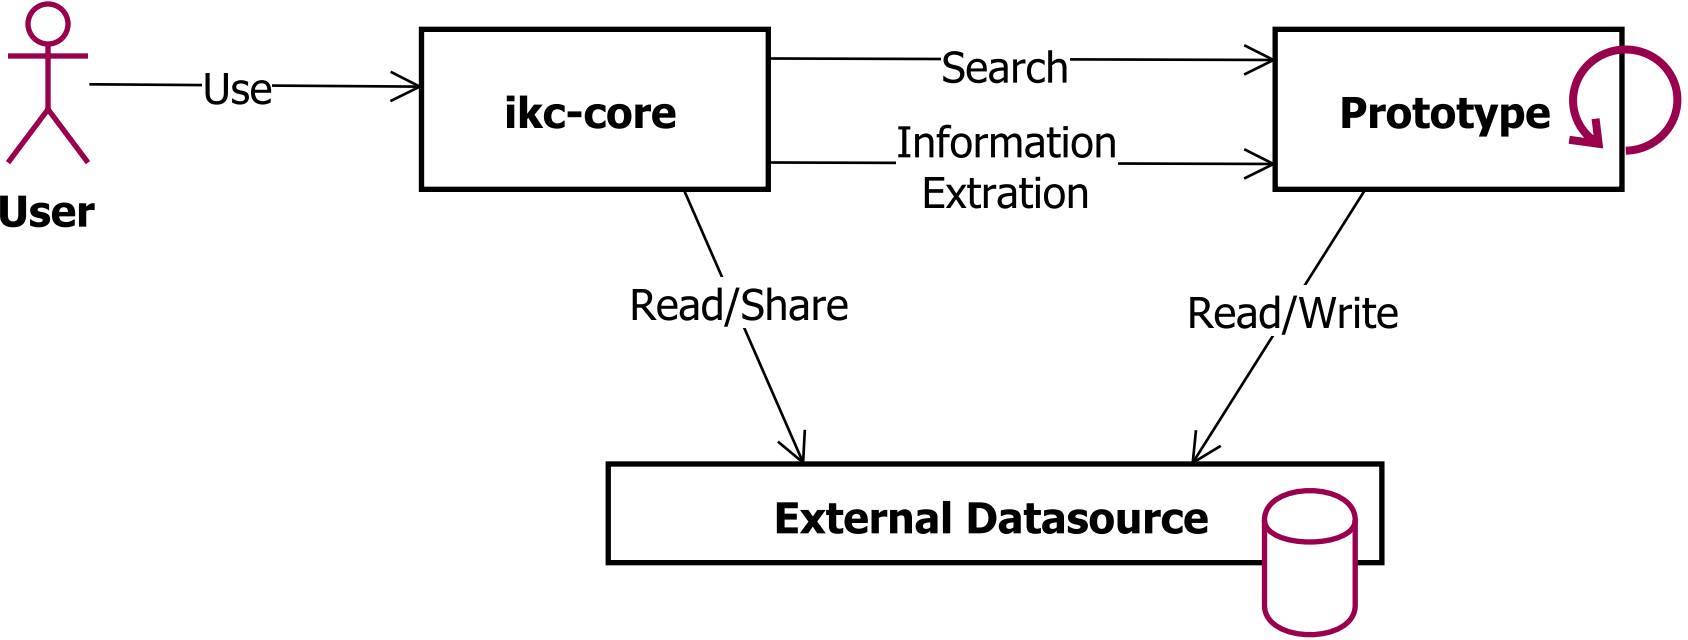 Use
User
ikc-core
Search
Information
Extration
Prototype
Read/Share
Read/Write
External Datasource